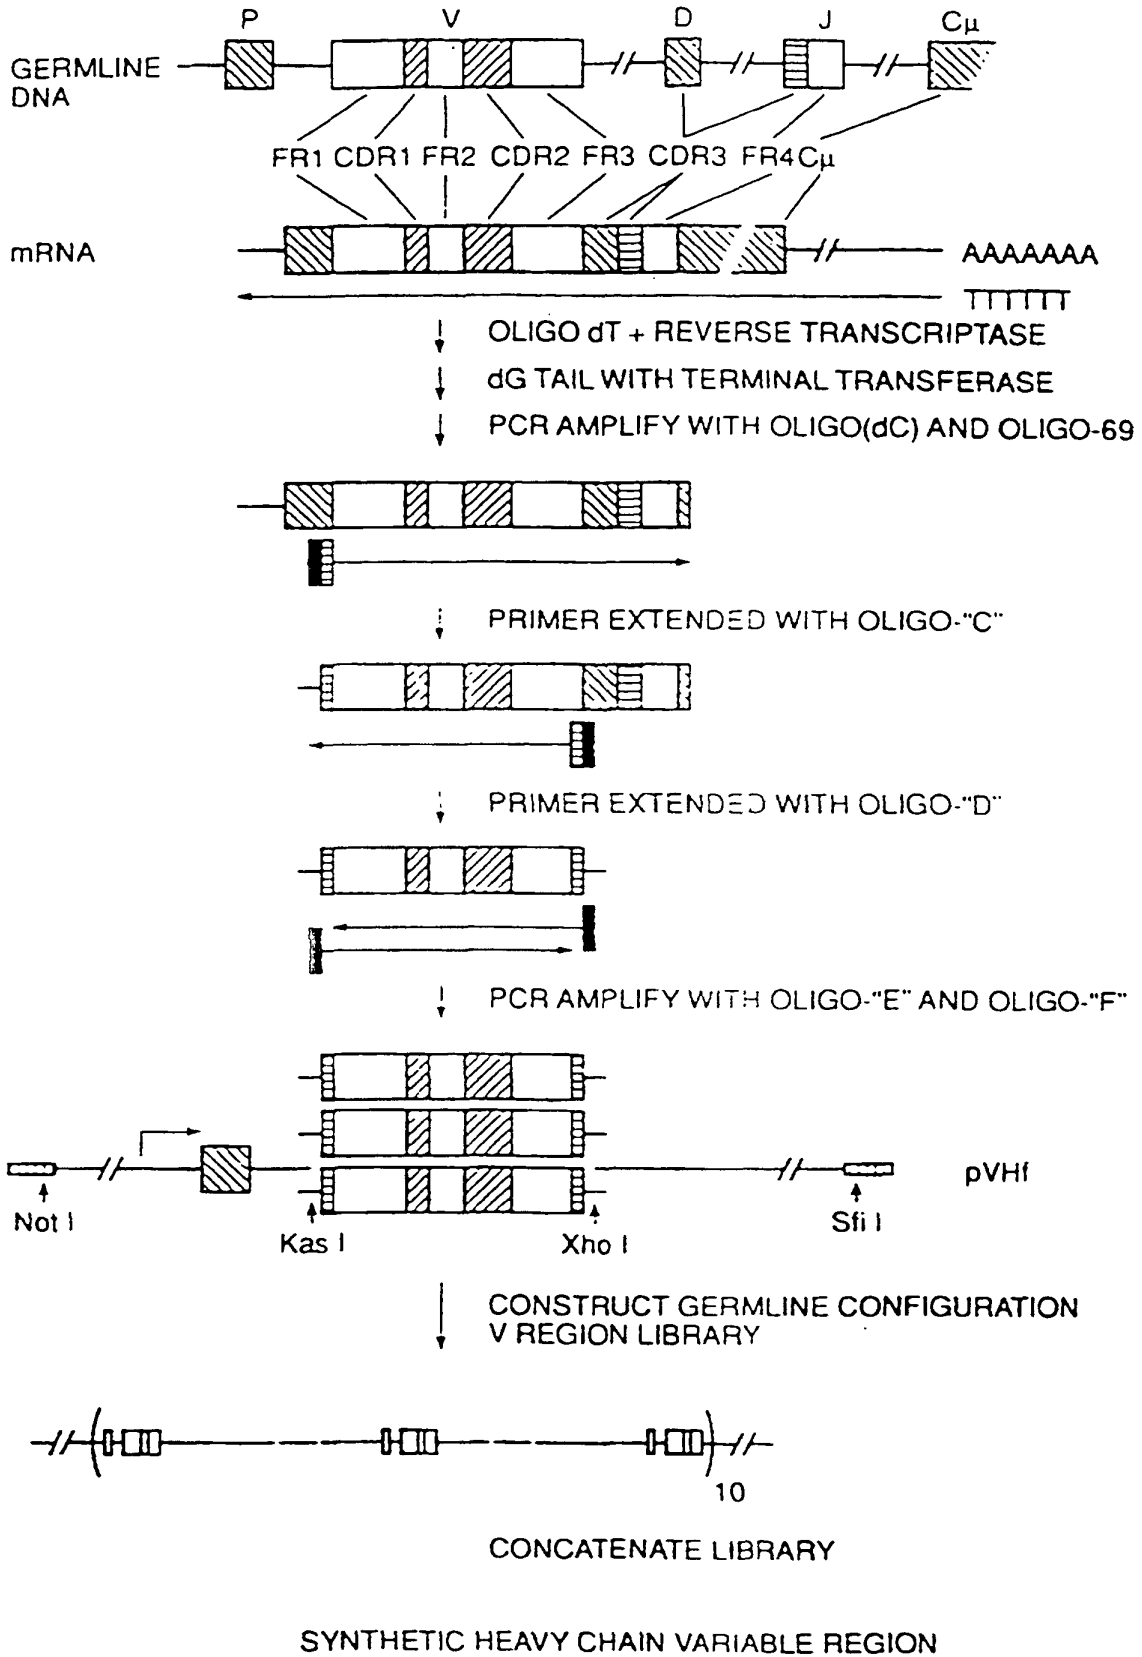 P V D J Cμ
GERMLINE
DNA
FR1 CDR1 FR2 CDR2 FR3 CDR3 FR4 Cμ
mRNA AAAAAAA
TTTTTT
OLIGO dT + REVERSE TRANSCRIPTASE
dG TAIL WITH TERMINAL TRANSFERASE
PCR AMPLIFY WITH OLIGO(dC) AND OLIGO-69
PRIMER EXTENDED WITH OLIGO-"C"
PRIMER EXTENDED WITH OLIGO-"D"
PCR AMPLIFY WITH OLIGO-"E" AND OLIGO-"F"
pVHf
Not I Sfi I
Kas I Xho I
CONSTRUCT GERMLINE CONFIGURATION
V REGION LIBRARY
10
CONCATENATE LIBRARY
SYNTHETIC HEAVY CHAIN VARIABLE REGION